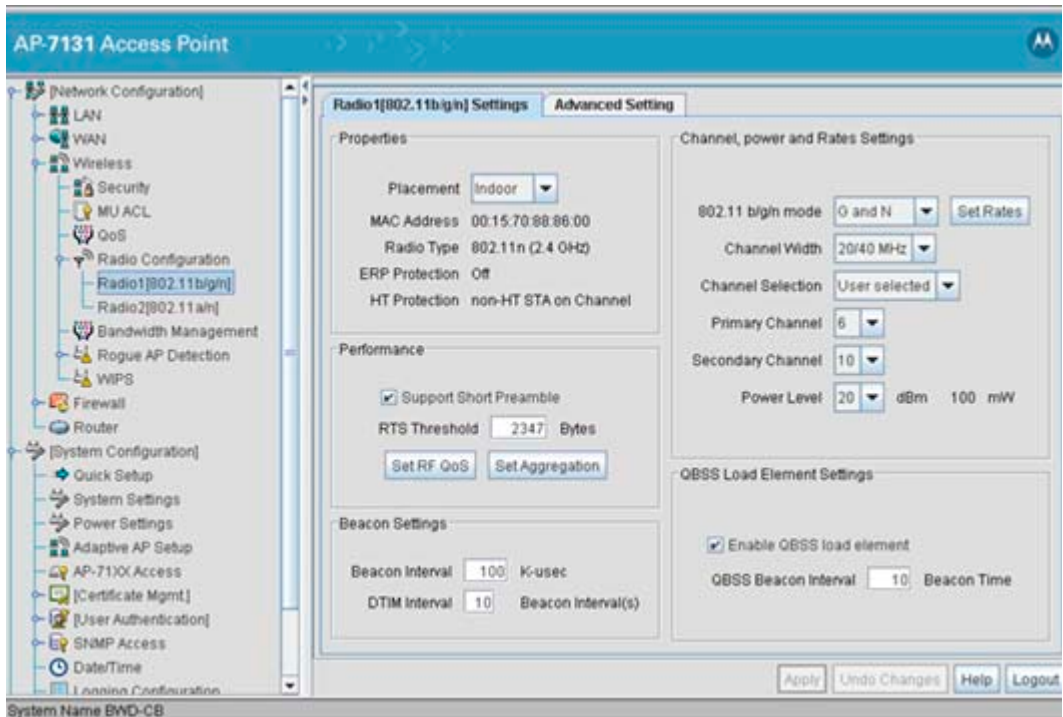 AP-7131 Access Point
[Network Configuration]
LAN
WAN
Wireless
Security
MU ACL
QoS
Radio Configuration
Radio1[802.11b/g/n]
Radio2[802.11a/n]
Bandwidth Management
Rogue AP Detection
WIPS
Firewall
Router
[System Configuration]
Quick Setup
System Settings
Power Settings
Adaptive AP Setup
AP-71XX Access
[Certificate Mgmt.]
[User Authentication]
SNMP Access
Date/Time
Logging Configuration
System Name BWD-CB
Radio1[802.11b/g/n] Settings
Advanced Setting
Properties
Placement Indoor
MAC Address 00:15:70:88:86:00
Radio Type 802.11n (2.4 GHz)
ERP Protection Off
HT Protection non-HT STA on Channel
Performance
Support Short Preamble
RTS Threshold 2347 Bytes
Set RF QoS Set Aggregation
Beacon Settings
Beacon Interval 100 K-usec
DTIM Interval 10 Beacon Interval(s)
Channel, power and Rates Settings
802.11 b/g/n mode G and N Set Rates
Channel Width 20/40 MHz
Channel Selection User selected
Primary Channel 6
Secondary Channel 10
Power Level 20 dBm 100 mW
QBSS Load Element Settings
Enable QBSS load element
QBSS Beacon Interval 10 Beacon Time
Apply Undo Changes Help Logout